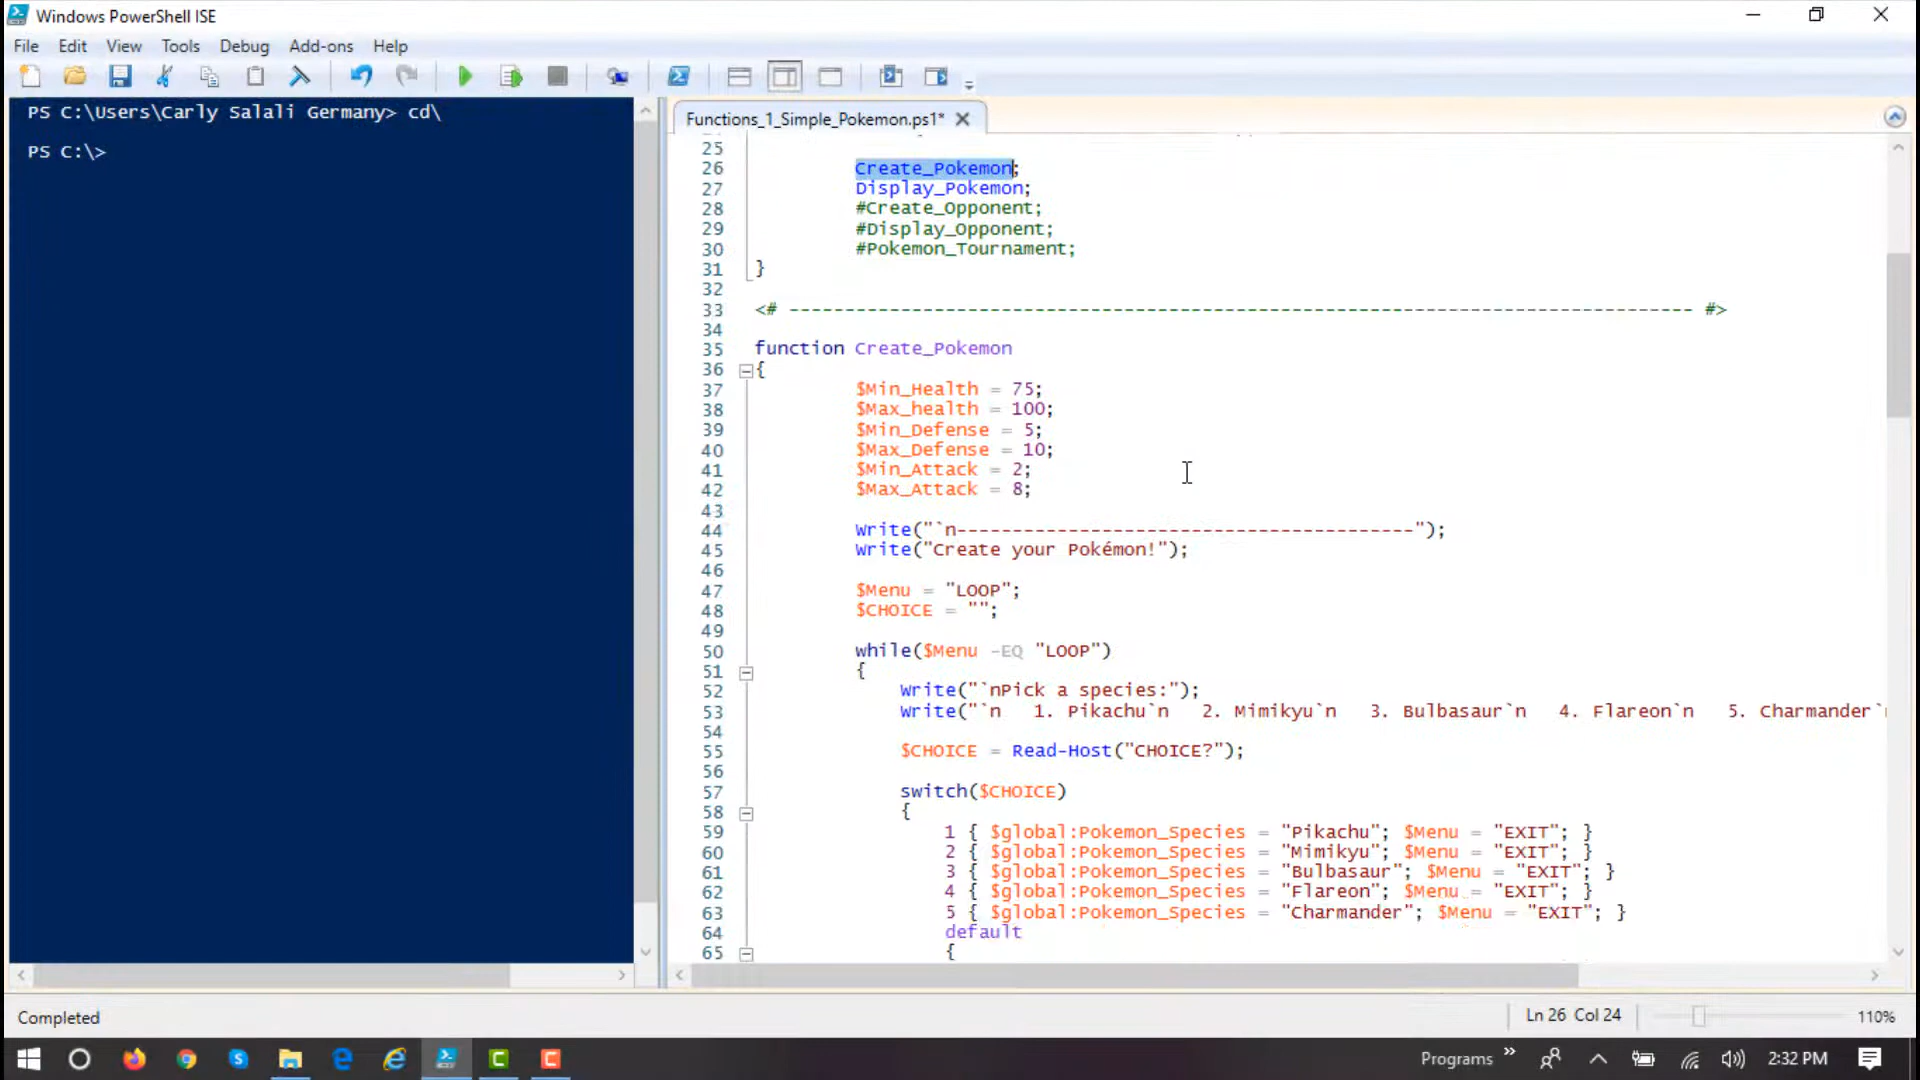 Windows PowerShell ISE
File Edit View Tools Debug Add-ons Help
PS C:\Users\Carly Salali Germany> cd\
PS C:\>
Functions_1_Simple_Pokemon.ps1*
25
26 Create_Pokemon;
27 Display_Pokemon;
28 #Create_Opponent;
29 #Display_Opponent;
30 #Pokemon_Tournament;
31 }
32
33 <# --------------------------------------------------------------------------------- #>
34
35 function Create_Pokemon
36 {
37 $Min_Health = 75;
38 $Max_health = 100;
39 $Min_Defense = 5;
40 $Max_Defense = 10;
41 $Min_Attack = 2;
42 $Max_Attack = 8;
43
44 Write("`n-----------------------------------------");
45 Write("Create your Pokémon!");
46
47 $Menu = "LOOP";
48 $CHOICE = "";
49
50 while($Menu -EQ "LOOP")
51 {
52 Write("`nPick a species:");
53 Write("`n   1. Pikachu`n   2. Mimikyu`n   3. Bulbasaur`n   4. Flareon`n   5. Charmander`
54
55 $CHOICE = Read-Host("CHOICE?");
56
57 switch($CHOICE)
58 {
59 1 { $global:Pokemon_Species = "Pikachu"; $Menu = "EXIT"; }
60 2 { $global:Pokemon_Species = "Mimikyu"; $Menu = "EXIT"; }
61 3 { $global:Pokemon_Species = "Bulbasaur"; $Menu = "EXIT"; }
62 4 { $global:Pokemon_Species = "Flareon"; $Menu = "EXIT"; }
63 5 { $global:Pokemon_Species = "Charmander"; $Menu = "EXIT"; }
64 default
65 {
Completed
Ln 26 Col 24
110%
Programs
2:32 PM